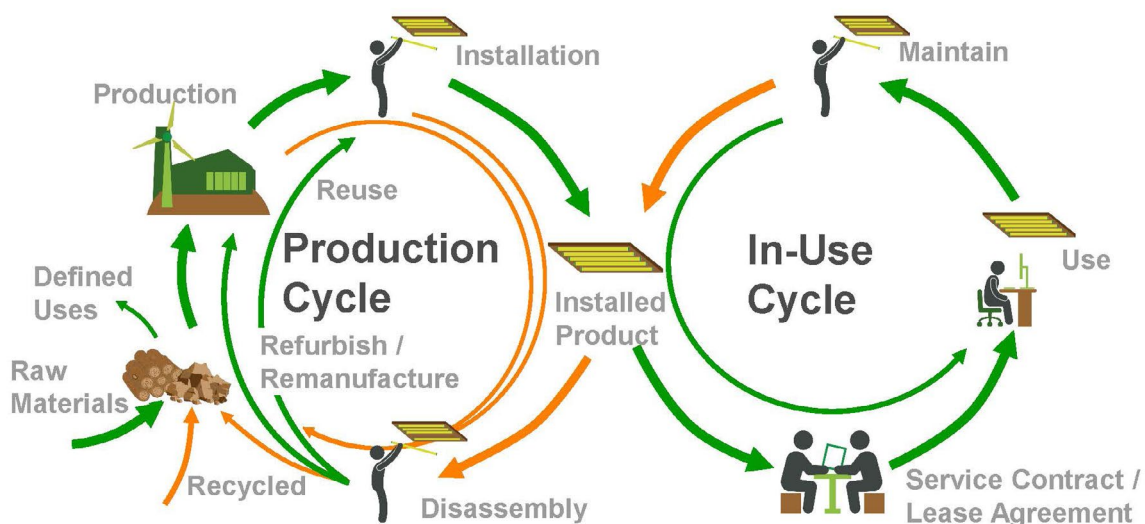 Installation
Maintain
Production
Reuse
Production
Cycle
In-Use
Cycle
Use
Defined
Uses
Installed
Product
Refurbish /
Remanufacture
Raw
Materials
Recycled
Disassembly
Service Contract /
Lease Agreement